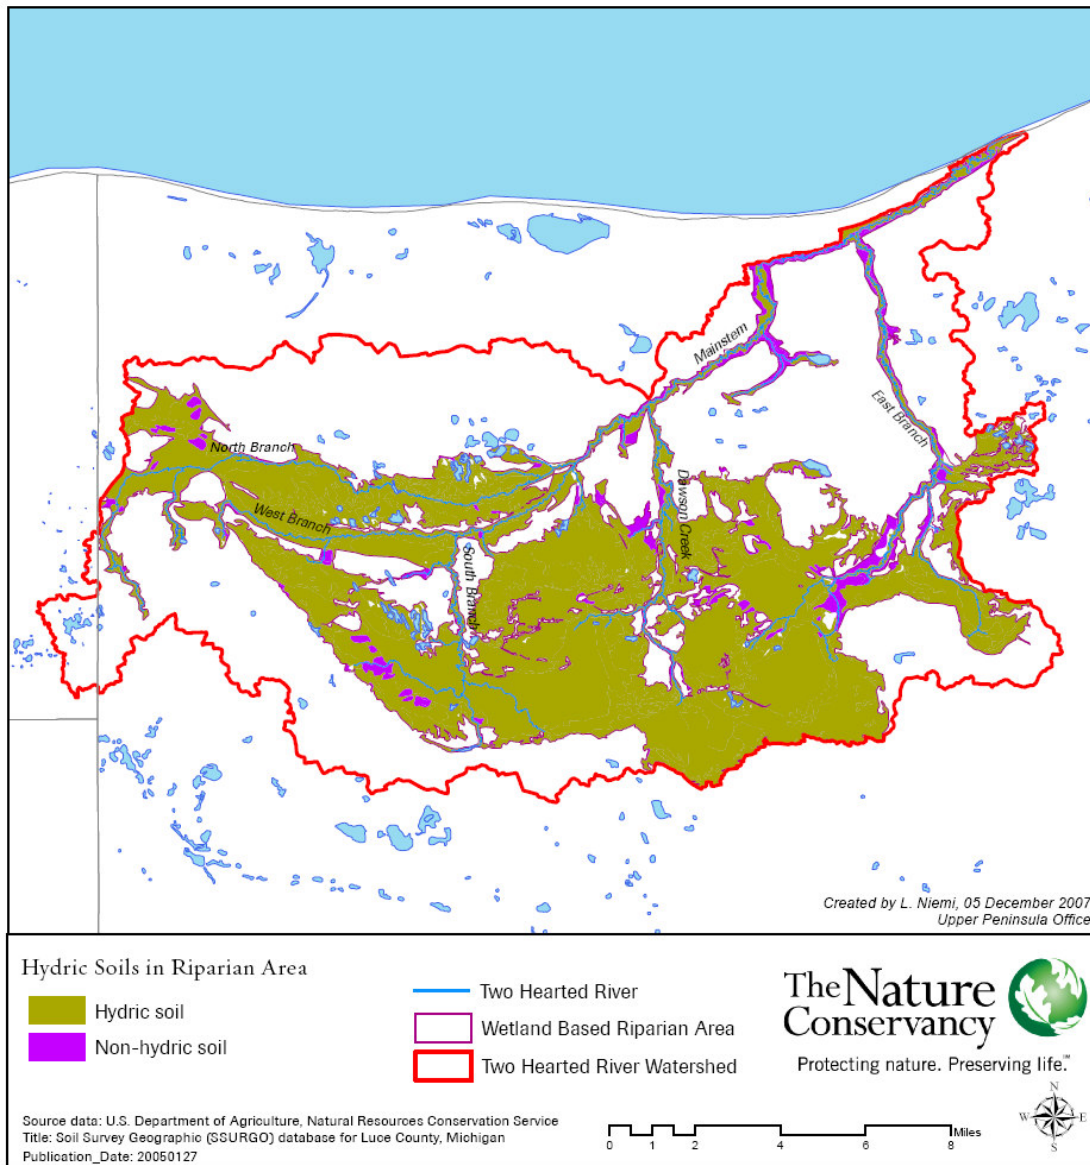 Mainstem
East Branch
North Branch
West Branch
South Branch
Dawson Creek
Created by L. Niemi, 05 December 2007
Upper Peninsula Office
Hydric Soils in Riparian Area
Hydric soil
Non-hydric soil
Two Hearted River
Wetland Based Riparian Area
Two Hearted River Watershed
The Nature
Conservancy
Protecting nature. Preserving life.™
N
W E
S
Source data: U.S. Department of Agriculture, Natural Resources Conservation Service
Title: Soil Survey Geographic (SSURGO) database for Luce County, Michigan
Publication_Date: 20050127
0 1 2 4 6 8 Miles